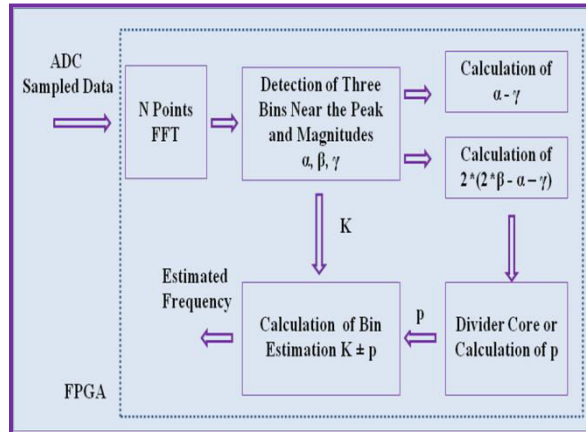 ADC
Sampled Data
N Points
FFT
Detection of Three
Bins Near the Peak
and Magnitudes
α, β, γ
Calculation of
α - γ
Calculation of
2*(2*β - α – γ)
K
Estimated
Frequency
Calculation of Bin
Estimation K ± p
p
Divider Core or
Calculation of p
FPGA